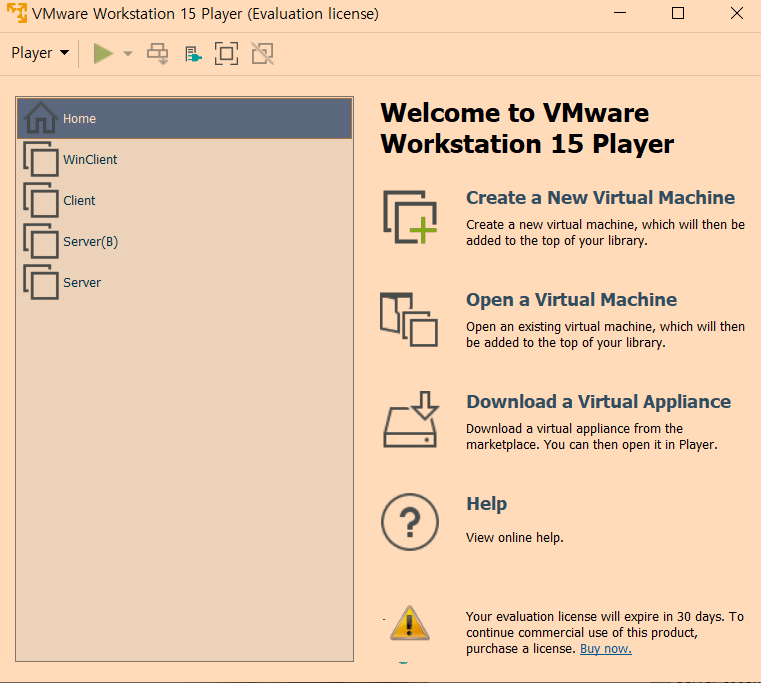 VMware Workstation 15 Player (Evaluation license)
Player
Home
WinClient
Client
Server(B)
Server
Welcome to VMware
Workstation 15 Player
Create a New Virtual Machine
Create a new virtual machine, which will then be
added to the top of your library.
Open a Virtual Machine
Open an existing virtual machine, which will then
be added to the top of your library.
Download a Virtual Appliance
Download a virtual appliance from the
marketplace. You can then open it in Player.
Help
View online help.
Your evaluation license will expire in 30 days. To
continue commercial use of this product,
purchase a license. Buy now.